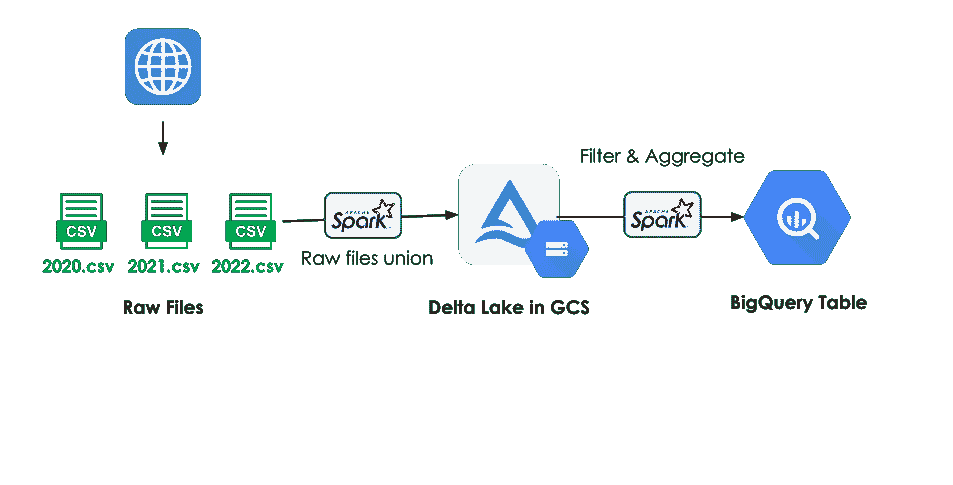 Filter & Aggregate
CSV CSV CSV
APACHE
Spark
APACHE
Spark
2020.csv 2021.csv 2022.csv
Raw files union
Raw Files
Delta Lake in GCS
BigQuery Table